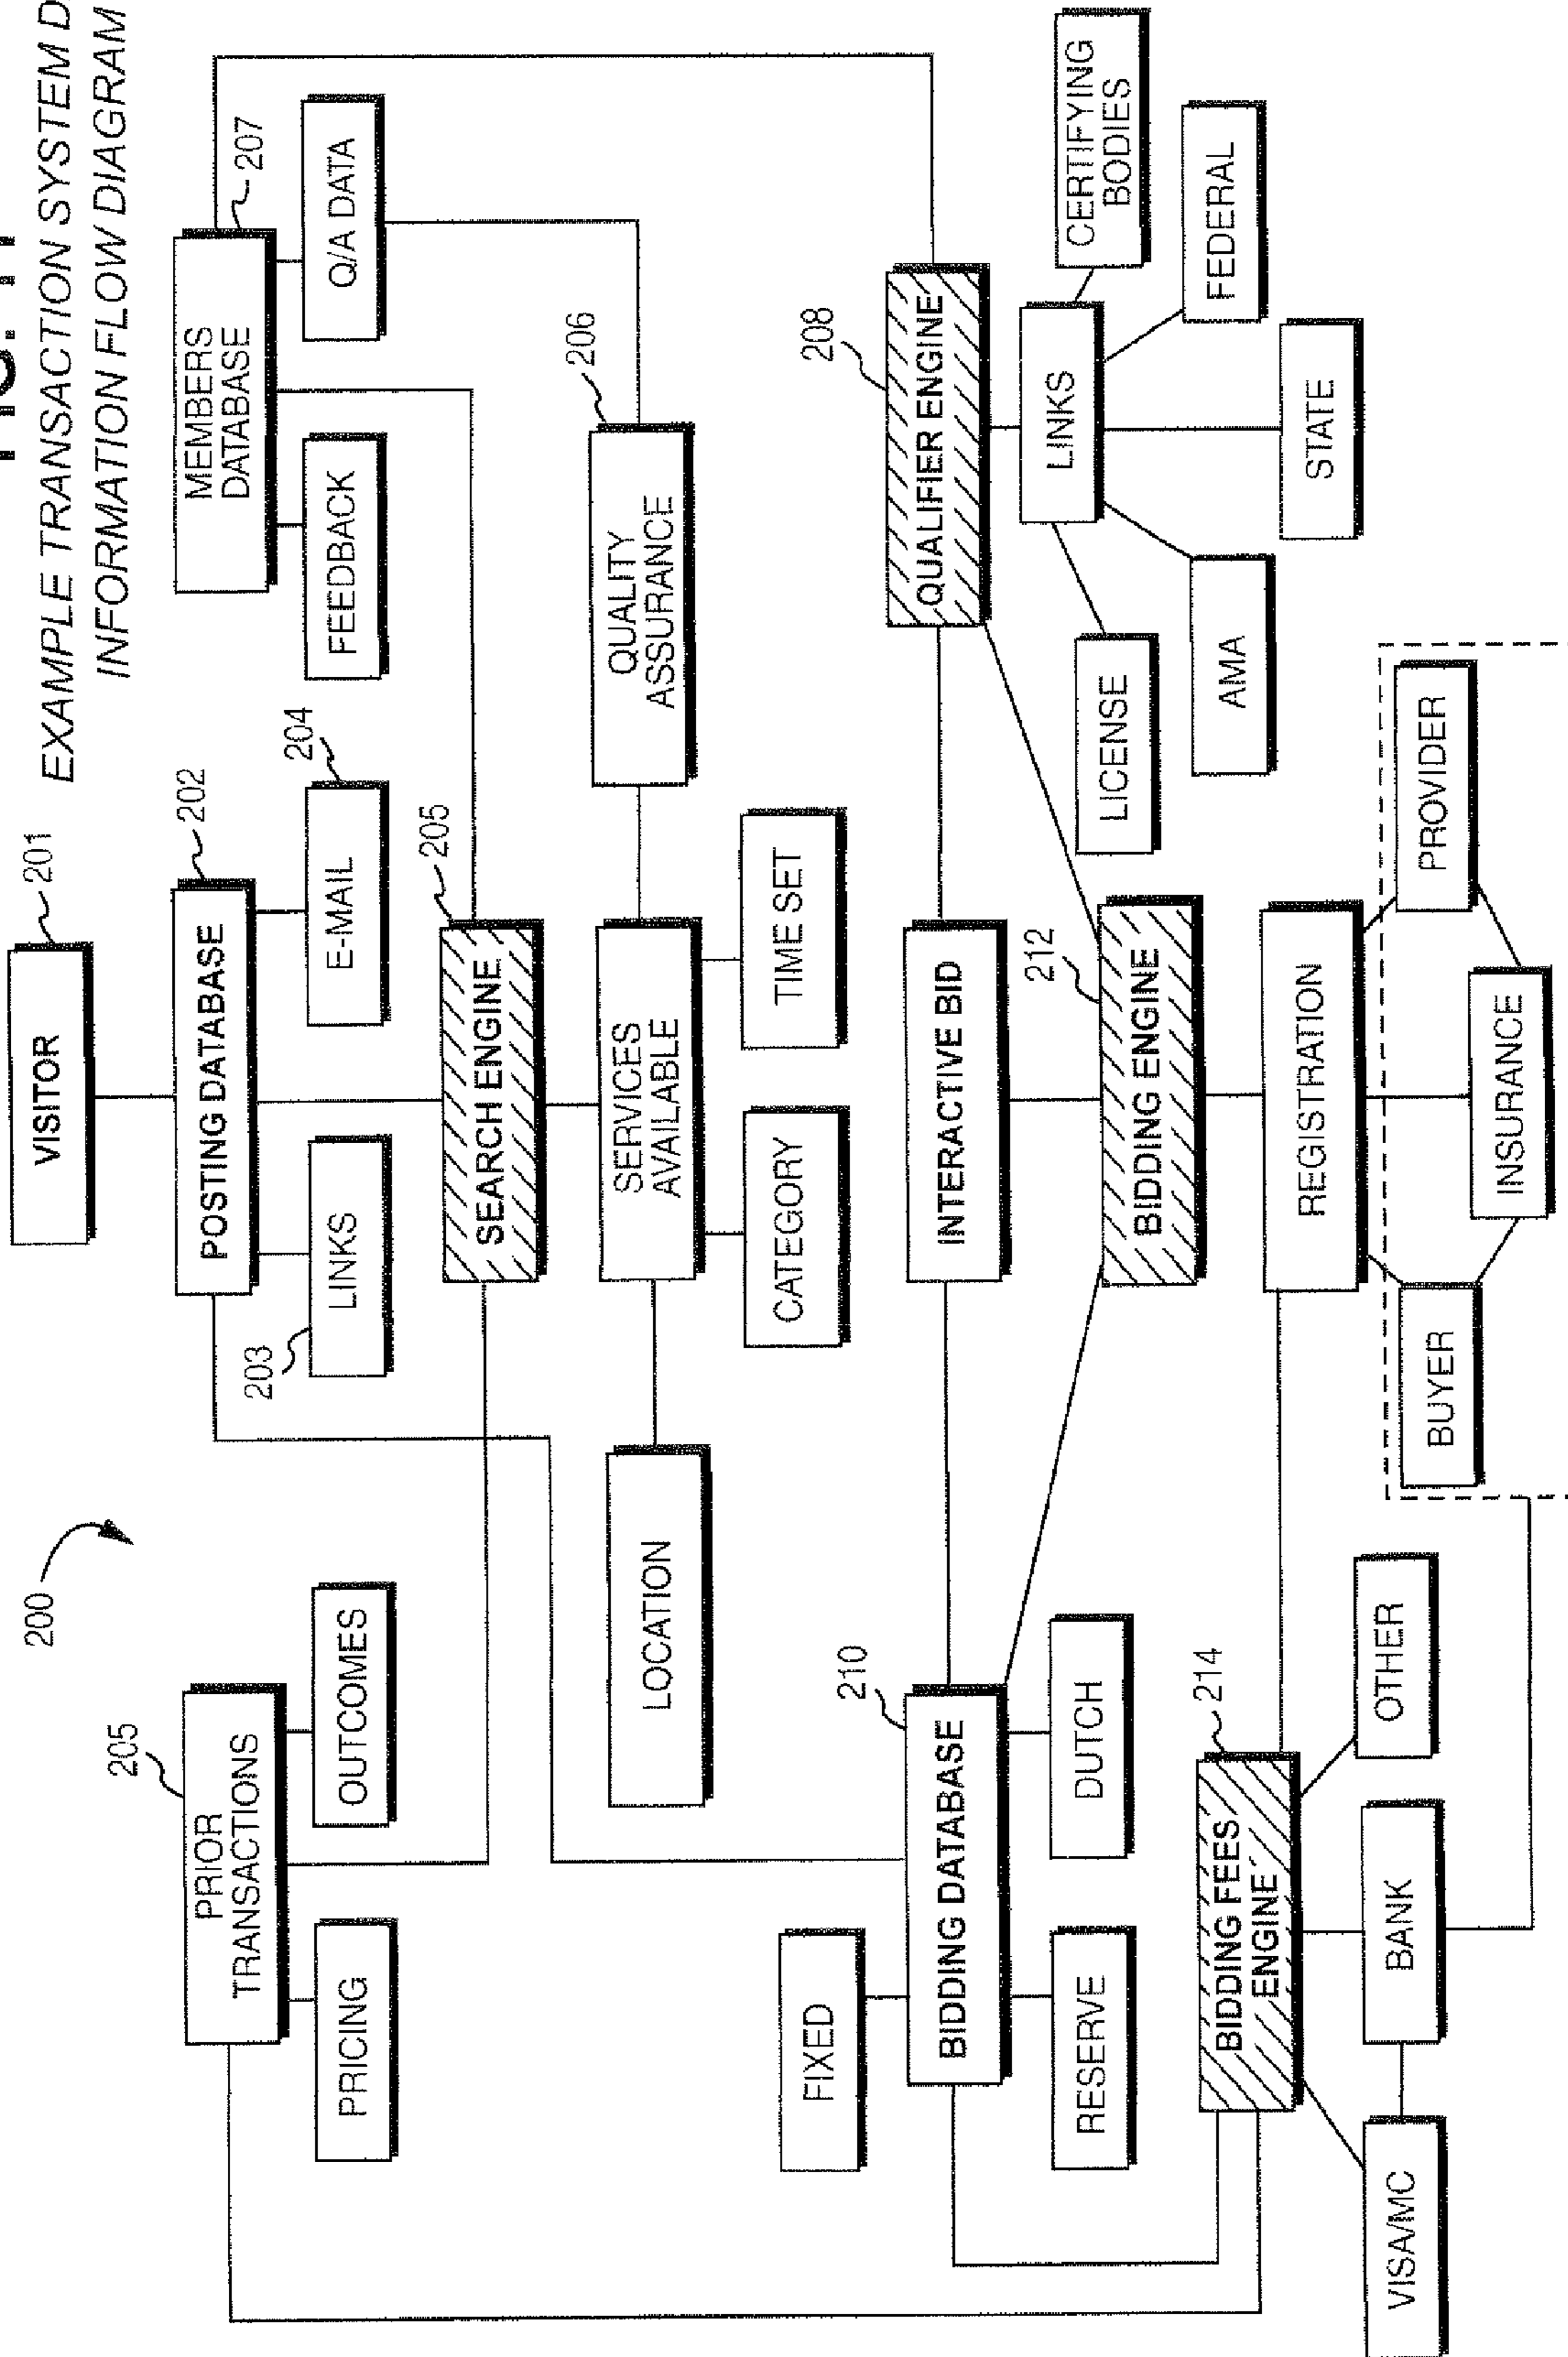 FIG.
EXAMPLE TRANSACTION SYSTEM D
INFORMATION FLOW DIAGRAM
200
VISITOR
201
205
PRIOR
TRANSACTIONS
PRICING
OUTCOMES
POSTING DATABASE
202
203
LINKS
E-MAIL
204
MEMBERS
DATABASE
207
FEEDBACK
Q/A DATA
SEARCH ENGINE
205
LOCATION
SERVICES
AVAILABLE
QUALITY
ASSURANCE
206
CATEGORY
TIME SET
FIXED
210
BIDDING DATABASE
RESERVE
DUTCH
INTERACTIVE BID
208
QUALIFIER ENGINE
212
BIDDING ENGINE
LINKS
LICENSE
AMA
STATE
FEDERAL
CERTIFYING
BODIES
214
BIDDING FEES
ENGINE
REGISTRATION
VISA/MC
BANK
OTHER
BUYER
INSURANCE
PROVIDER